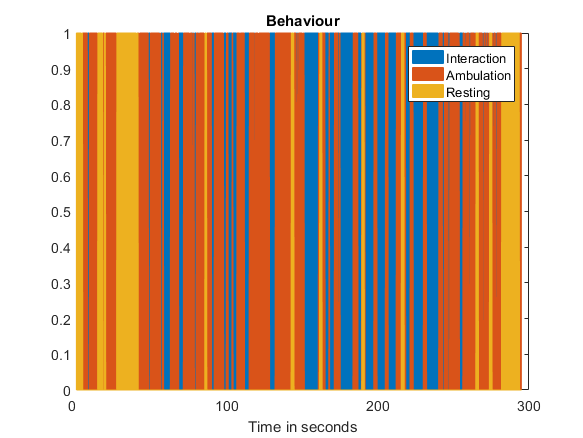 Behaviour
1
0.9
0.8
0.7
0.6
0.5
0.4
0.3
0.2
0.1
0
Interaction
Ambulation
Resting
0 100 200 300
Time in seconds